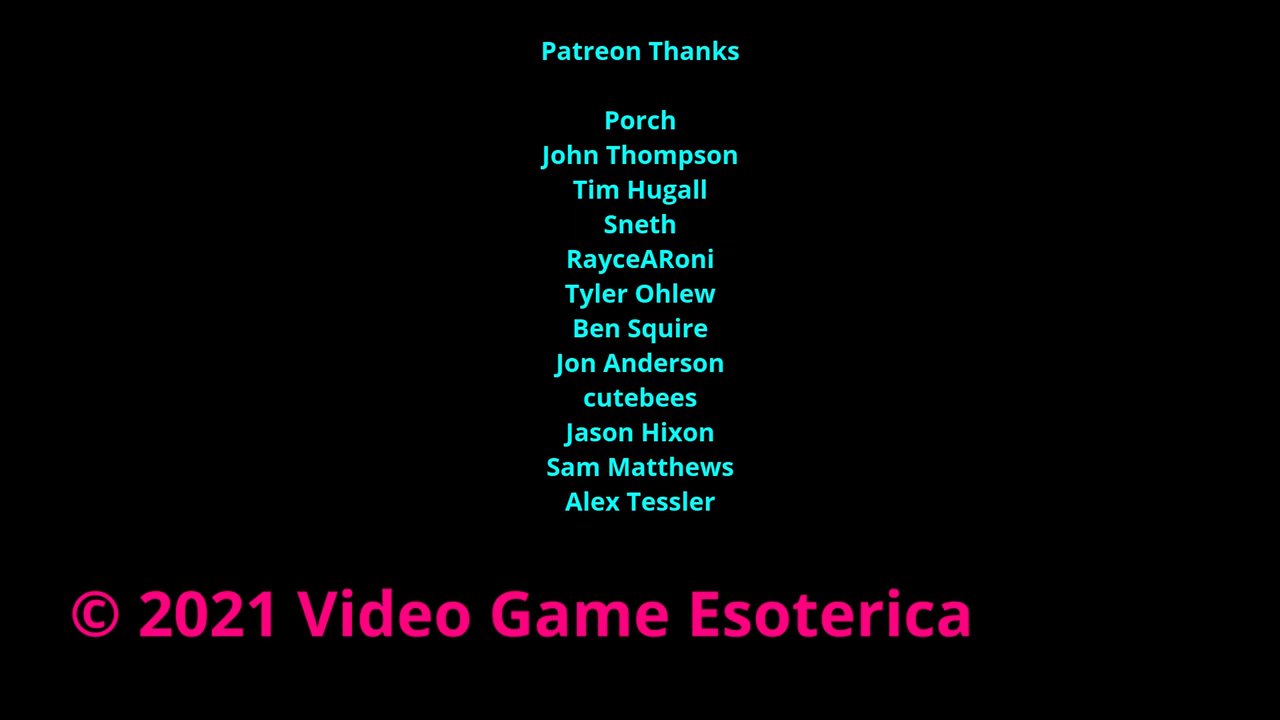 Patreon Thanks
Porch
John Thompson
Tim Hugall
Sneth
RayceARoni
Tyler Ohlew
Ben Squire
Jon Anderson
cutebees
Jason Hixon
Sam Matthews
Alex Tessler
© 2021 Video Game Esoterica